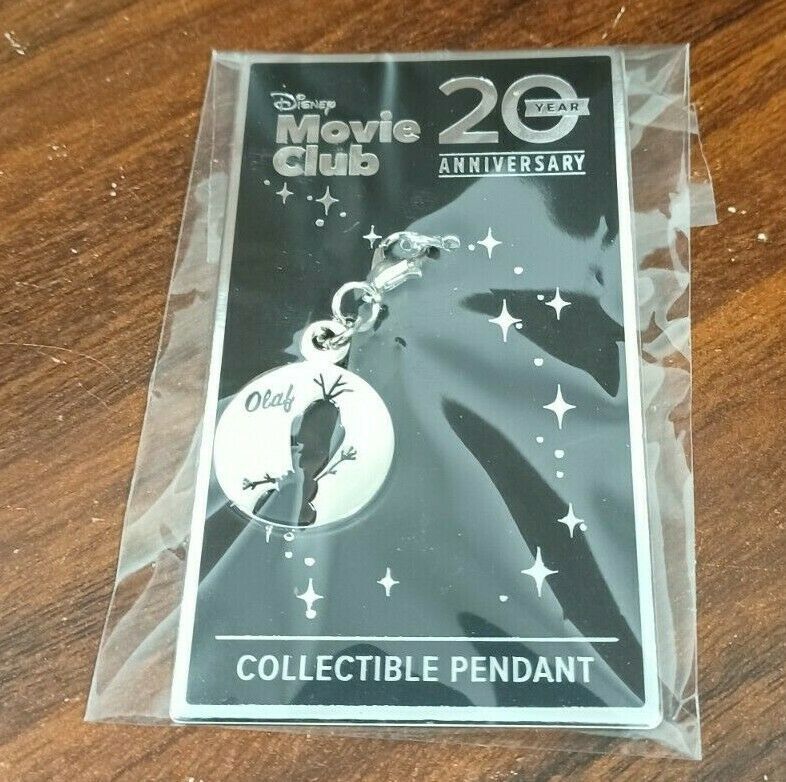 Disney
Movie
Club
20
YEAR
ANNIVERSARY
Olaf
COLLECTIBLE PENDANT